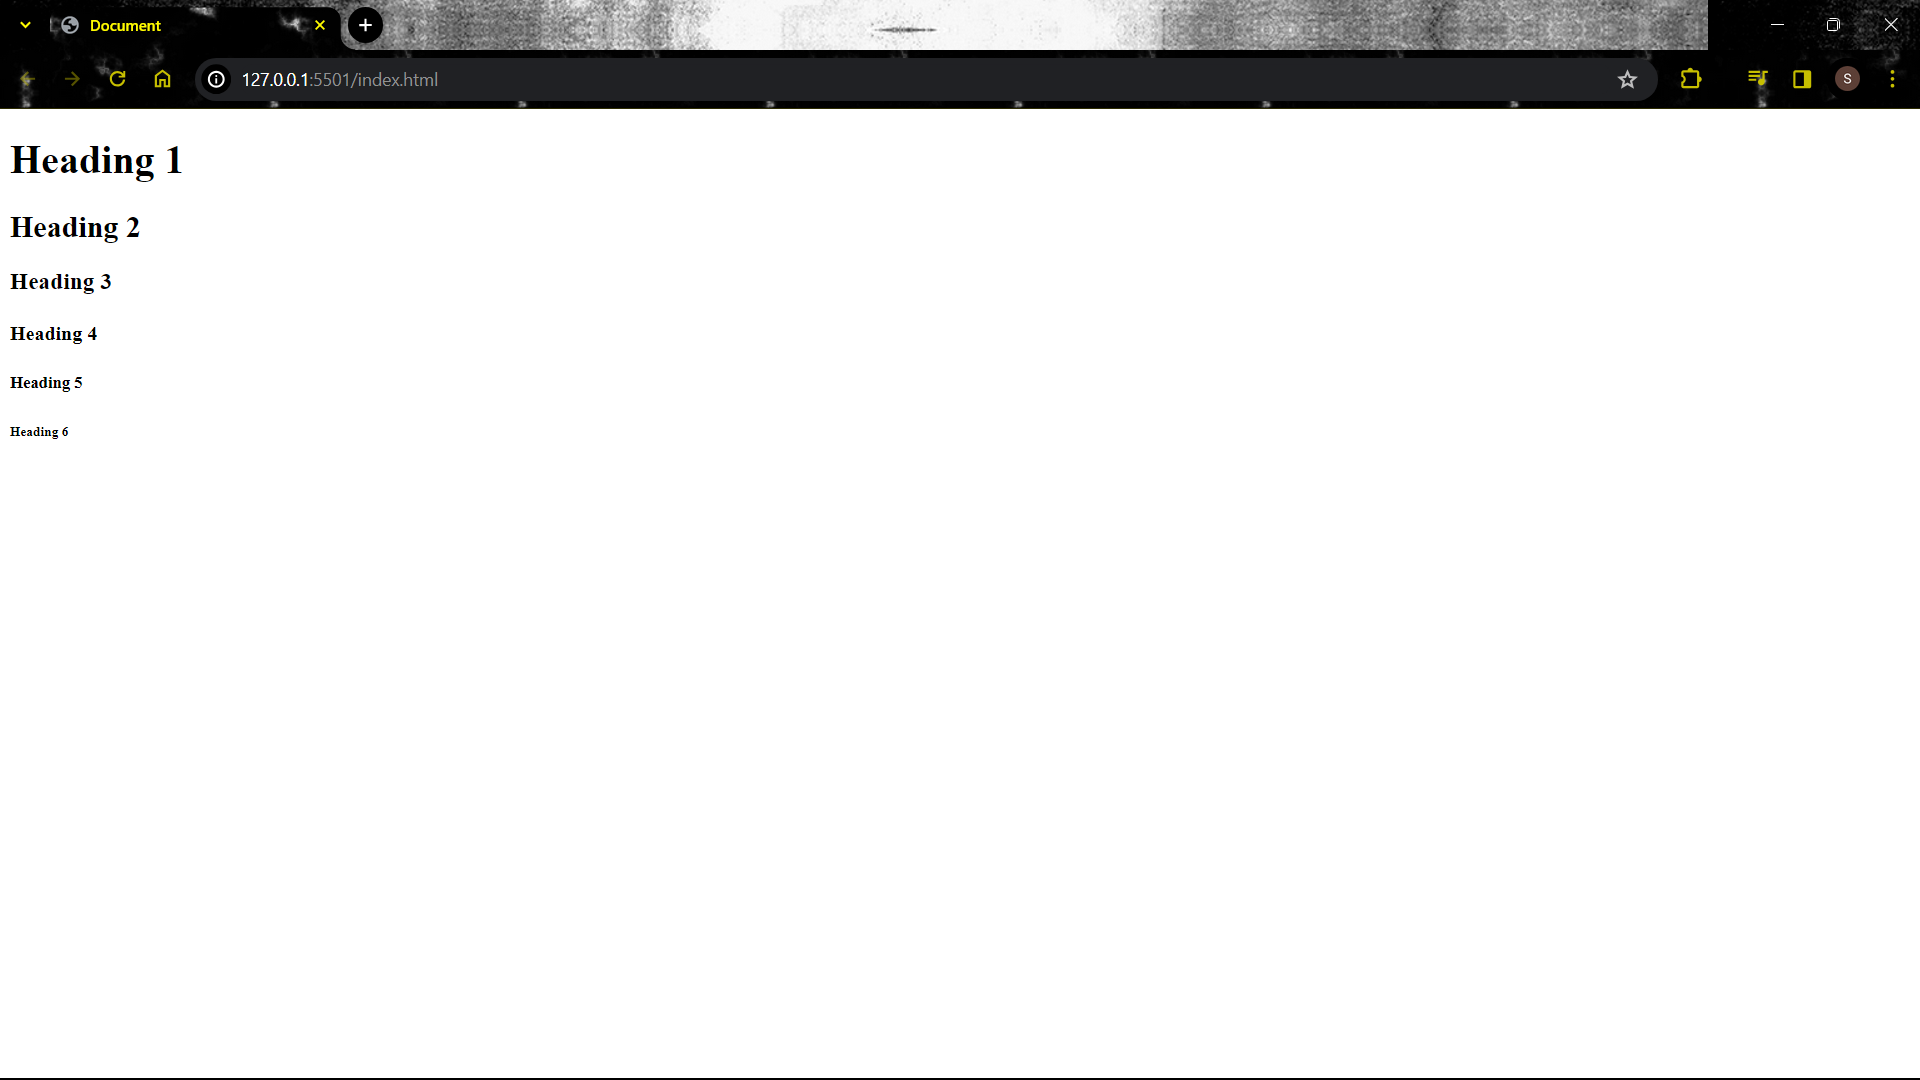 Document
127.0.0.1:5501/index.html
S
Heading 1
Heading 2
Heading 3
Heading 4
Heading 5
Heading 6